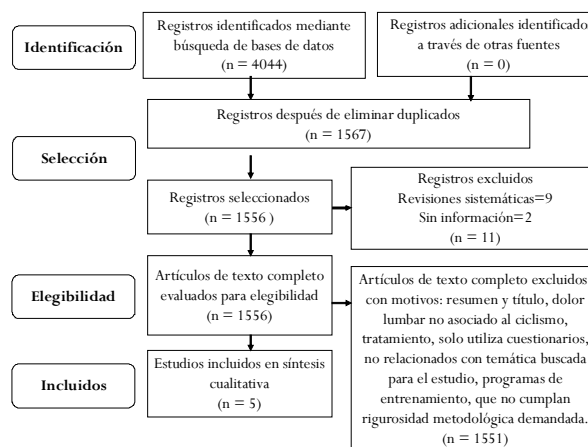 Identificación
Registros identificados mediante
búsqueda de bases de datos
(n = 4044)
Registros adicionales identificados
a través de otras fuentes
(n = 0)
Registros después de eliminar duplicados
(n = 1567)
Selección
Registros seleccionados
(n = 1556 )
Registros excluidos
Revisiones sistemáticas=9
Sin información=2
(n = 11)
Elegibilidad
Artículos de texto completo
evaluados para elegibilidad
(n = 1556)
Artículos de texto completo excluidos
con motivos: resumen y título, dolor
lumbar no asociado al ciclismo,
tratamiento, solo utiliza cuestionarios,
no relacionados con temática buscada
para el estudio, programas de
entrenamiento, que no cumplan
rigurosidad metodológica demandada.
(n = 1551)
Incluidos
Estudios incluidos en síntesis
cualitativa
(n = 5)